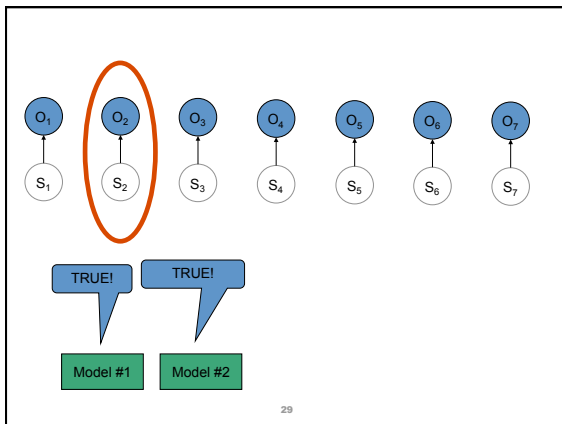 O1 O2 O3 O4 O5 O6 O7
S1 S2 S3 S4 S5 S6 S7
TRUE! TRUE!
Model #1 Model #2
29